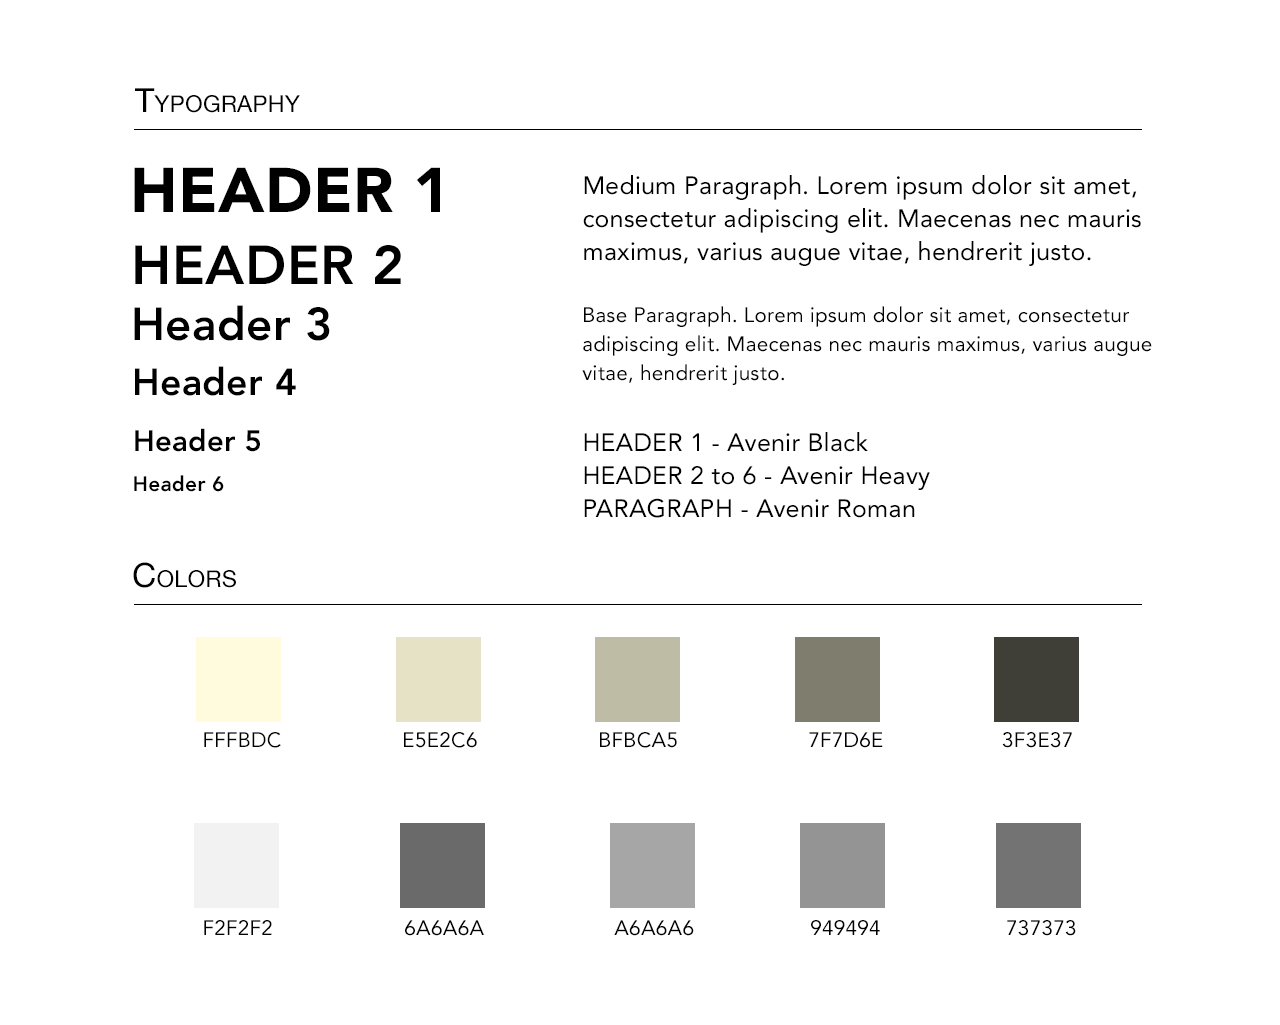 TYPOGRAPHY
HEADER 1
HEADER 2
Header 3
Header 4
Header 5
Header 6
Medium Paragraph. Lorem ipsum dolor sit amet,
consectetur adipiscing elit. Maecenas nec mauris
maximus, varius augue vitae, hendrerit justo.
Base Paragraph. Lorem ipsum dolor sit amet, consectetur
adipiscing elit. Maecenas nec mauris maximus, varius augue
vitae, hendrerit justo.
HEADER 1 - Avenir Black
HEADER 2 to 6 - Avenir Heavy
PARAGRAPH - Avenir Roman
COLORS
FFFBDC E5E2C6 BFBCA5 7F7D6E 3F3E37
F2F2F2 6A6A6A A6A6A6 949494 737373